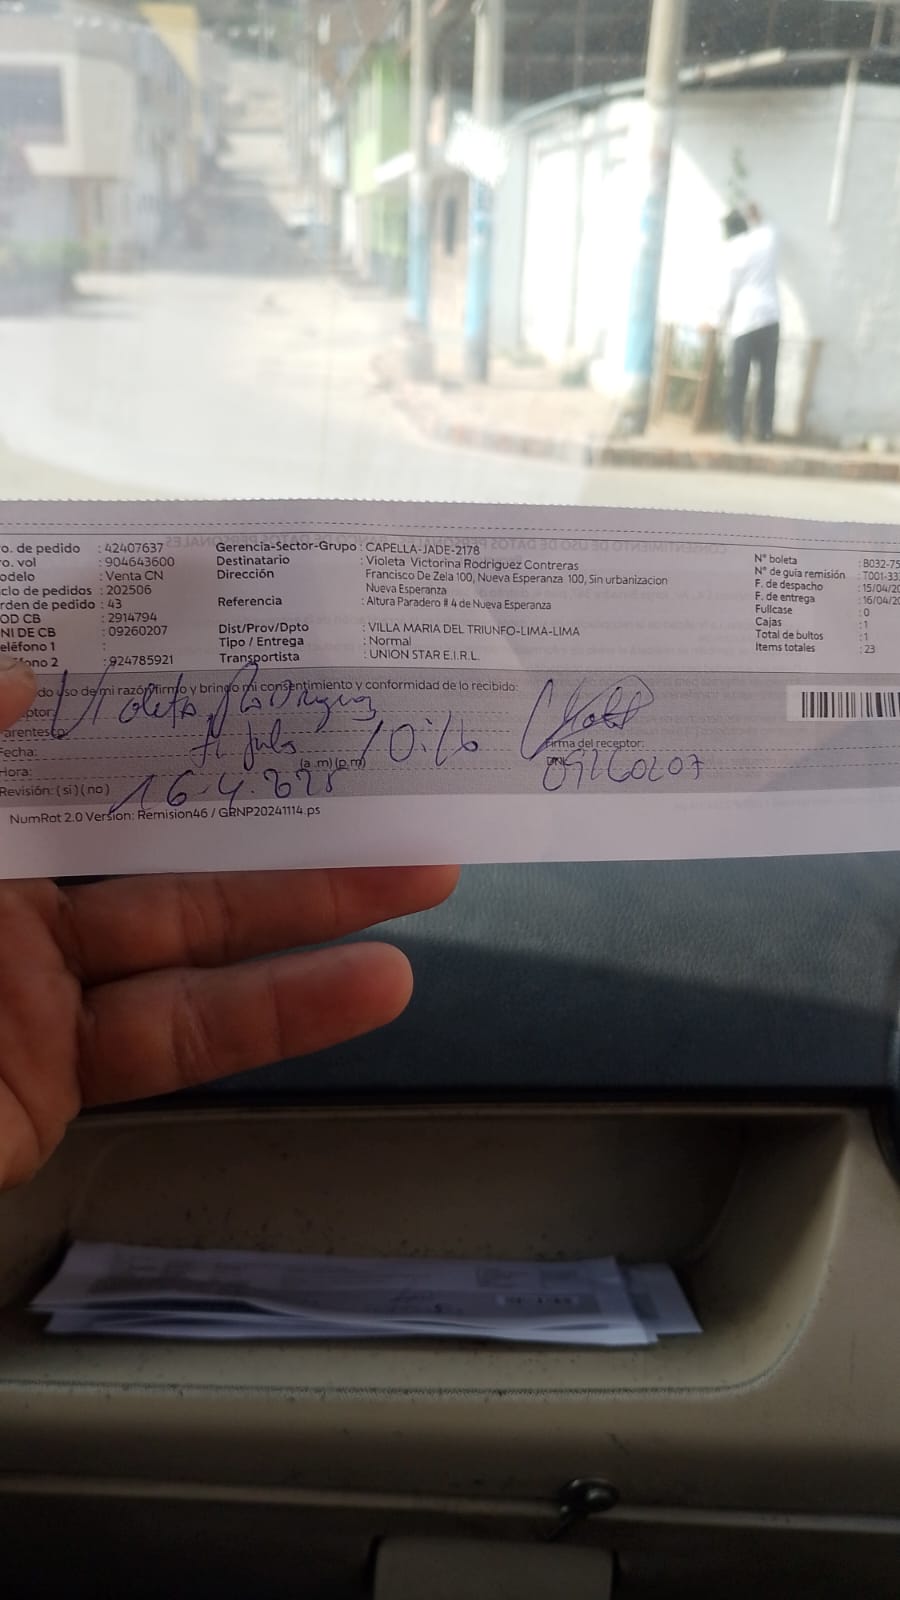 o. de pedido : 42407637
o. vol : 904643600
odelo : Venta CN
clo de pedidos : 202506
rden de pedido : 43
OD CB : 2914794
NI DE CB : 09260207
eléfono 1 :
fono 2 : 924785921
Gerencia-Sector-Grupo : CAPELLA-JADE-2178
Destinatario : Violeta Victorina Rodriguez Contreras
Dirección Francisco De Zela 100, Nueva Esperanza 100, Sin urbanizacion
Nueva Esperanza
Referencia : Altura Paradero # 4 de Nueva Esperanza
Dist/Prov/Dpto : VILLA MARIA DEL TRIUNFO-LIMA-LIMA
Tipo / Entrega : Normal
Transportista : UNION STAR E.I.R.L.
N° boleta : B032-75
N° de guía remisión : T001-33
F. de despacho : 15/04/20
F. de entrega : 16/04/20
Fullcase : 0
Cajas : 1
Total de bultos : 1
Items totales : 23
do uso de mi razón firmo y brindo mi consentimiento y conformidad de lo recibido:
ptor: Violeta Rodriguez
arentesco:
Fecha:
(a.m) (p.m)
Firma del receptor:
Hora:
DNI: 09260207
Revisión: ( si ) ( no ) 16.4.2025
NumRot 2.0 Version: Remision46 / GRNP20241114.ps